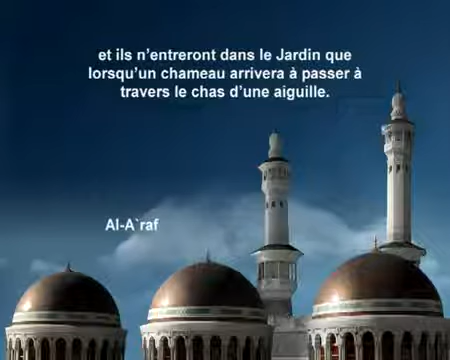 et ils n’entreront dans le Jardin que
lorsqu’un chameau arrivera à passer à
travers le chas d’une aiguille.
Al-A`raf